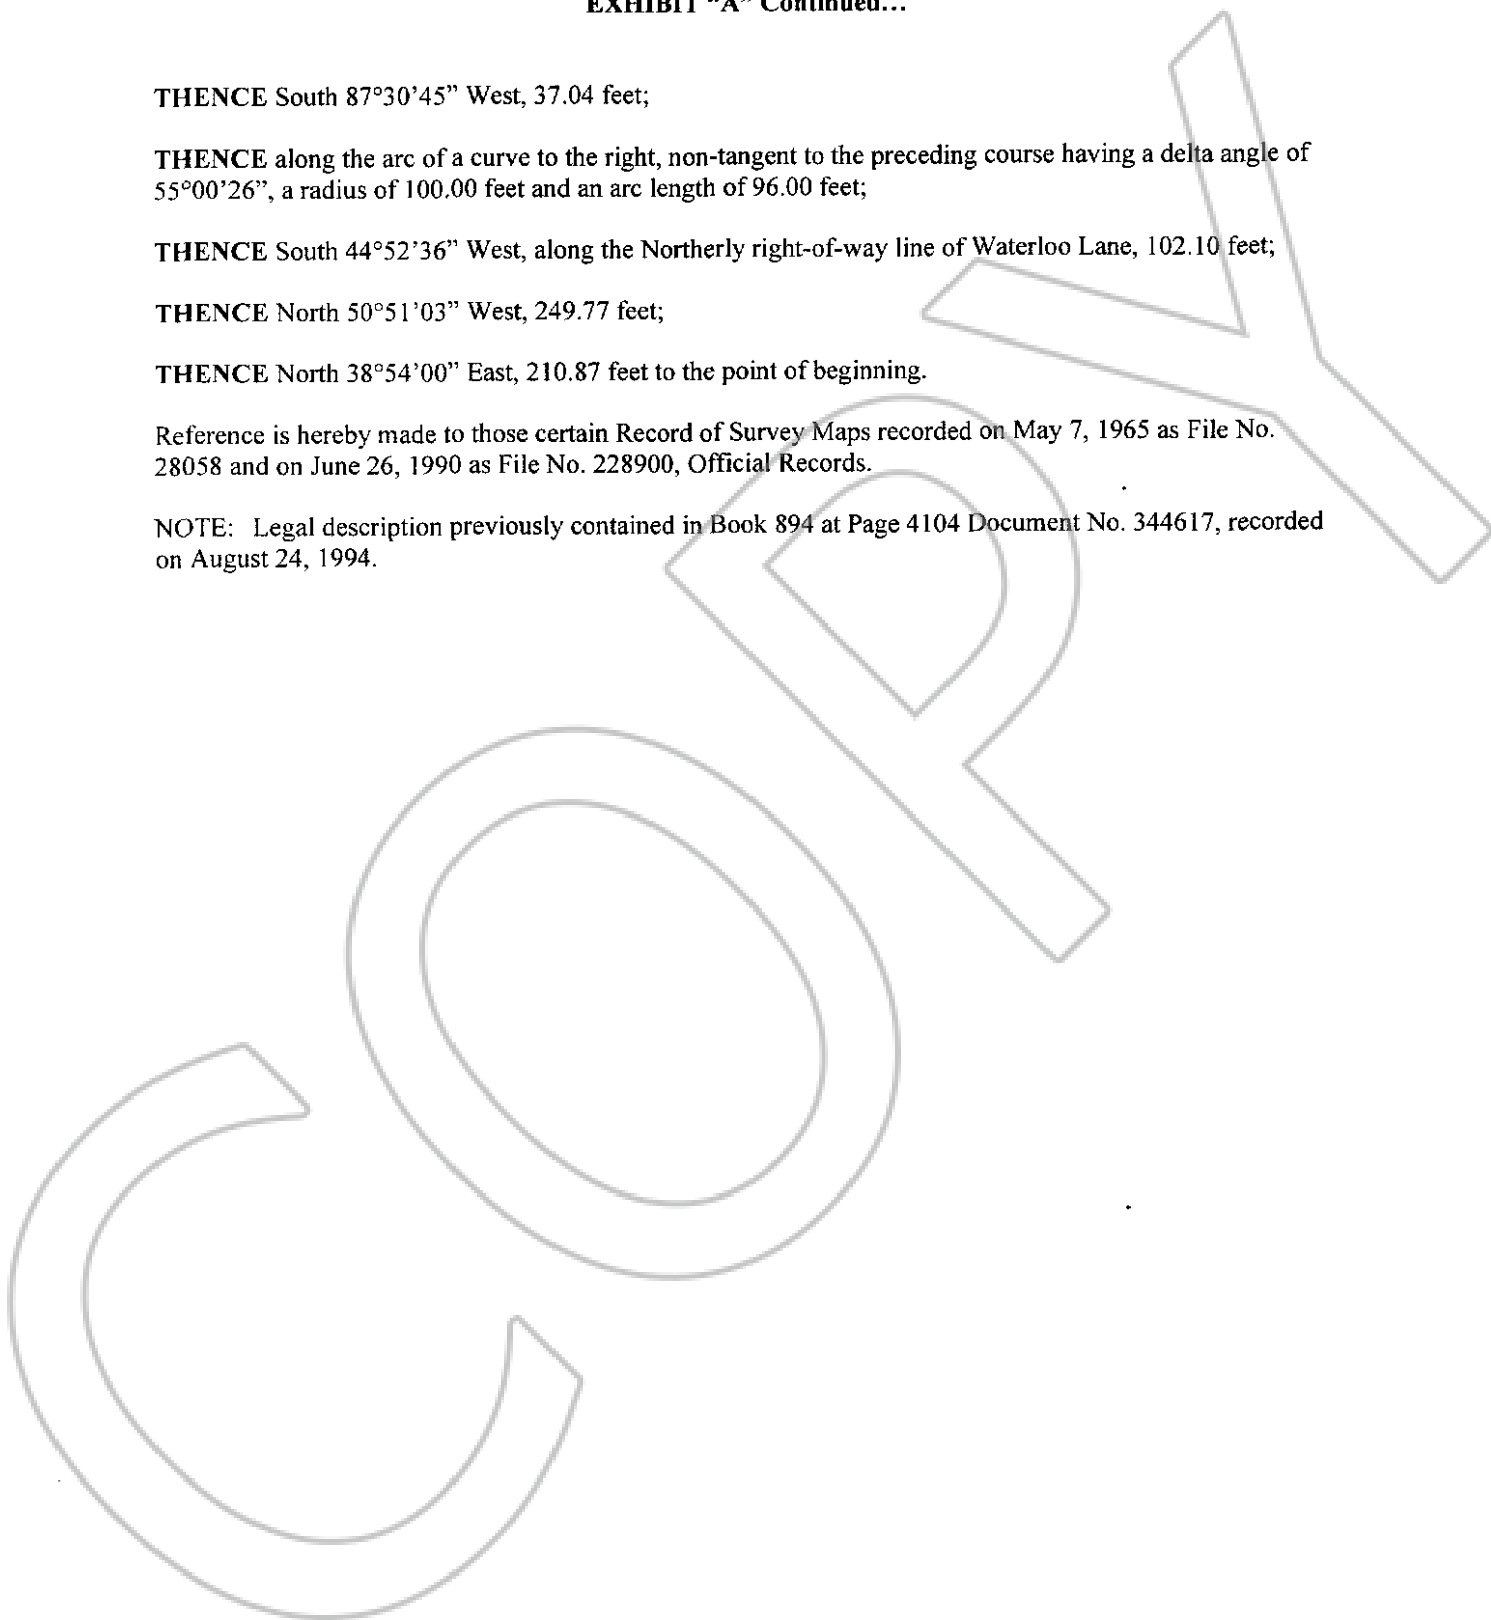 EXHIBIT "A" Continued...
THENCE South 87°30'45" West, 37.04 feet;
THENCE along the arc of a curve to the right, non-tangent to the preceding course having a delta angle of
55°00'26", a radius of 100.00 feet and an arc length of 96.00 feet;
THENCE South 44°52'36" West, along the Northerly right-of-way line of Waterloo Lane, 102.10 feet;
THENCE North 50°51'03" West, 249.77 feet;
THENCE North 38°54'00" East, 210.87 feet to the point of beginning.
Reference is hereby made to those certain Record of Survey Maps recorded on May 7, 1965 as File No.
28058 and on June 26, 1990 as File No. 228900, Official Records.
NOTE: Legal description previously contained in Book 894 at Page 4104 Document No. 344617, recorded
on August 24, 1994.
COPY